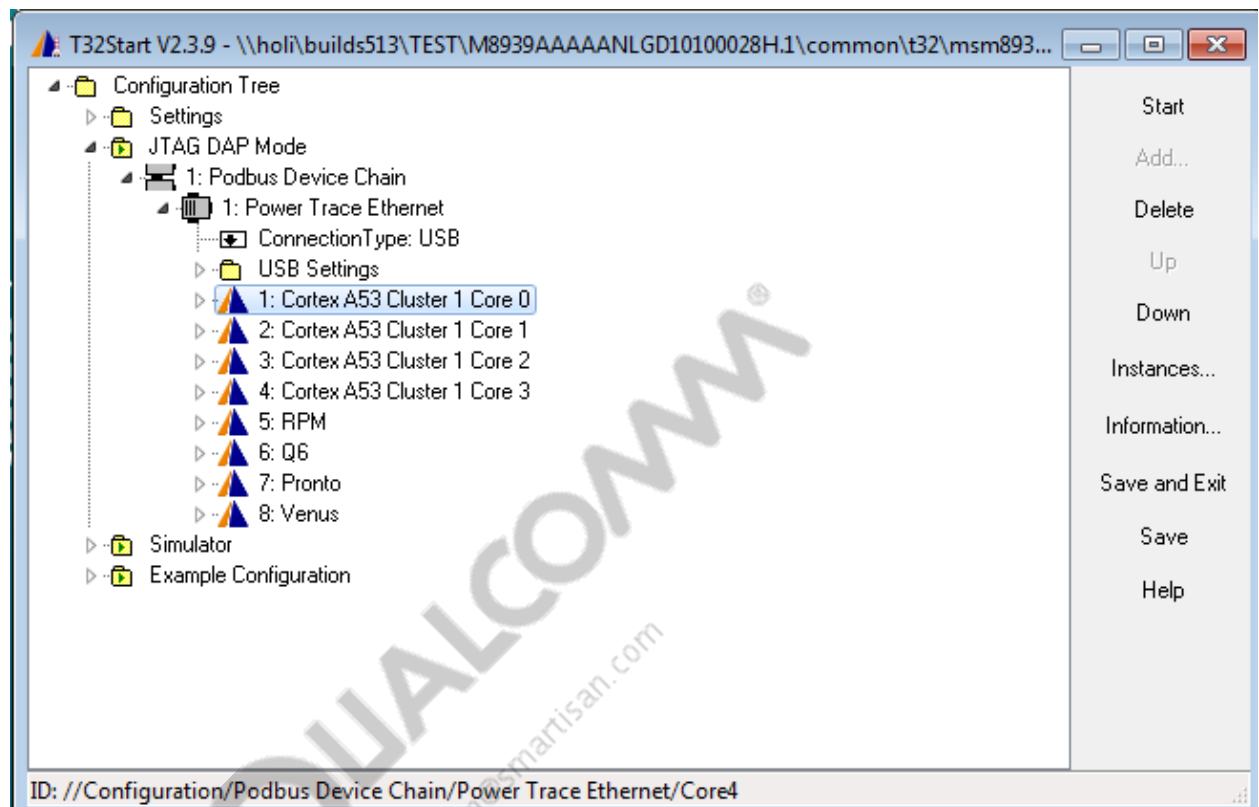 T32Start V2.3.9 - \\holi\builds513\TEST\M8939AAAAANLGD10100028H.1\common\t32\msm893...
Configuration Tree
Settings
JTAG DAP Mode
1: Podbus Device Chain
1: Power Trace Ethernet
ConnectionType: USB
USB Settings
1: Cortex A53 Cluster 1 Core 0
2: Cortex A53 Cluster 1 Core 1
3: Cortex A53 Cluster 1 Core 2
4: Cortex A53 Cluster 1 Core 3
5: RPM
6: Q6
7: Pronto
8: Venus
Simulator
Example Configuration
Start
Add...
Delete
Up
Down
Instances...
Information...
Save and Exit
Save
Help
QUALCOMM®
@smartisan.com
ID: //Configuration/Podbus Device Chain/Power Trace Ethernet/Core4